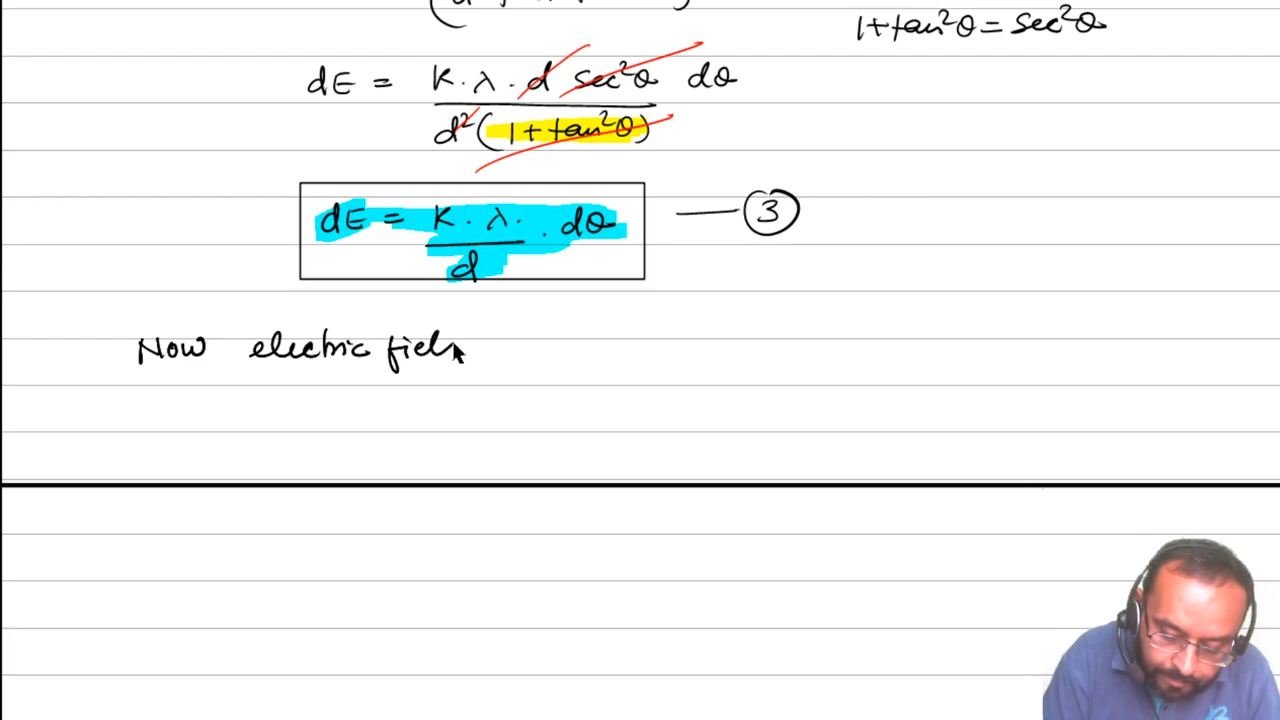 1+tan²θ = sec²θ
dE = K.λ.d sec²θ dθ
d²(1+tan²θ)
dE = K.λ. . dθ — 3
d
Now electric fiel